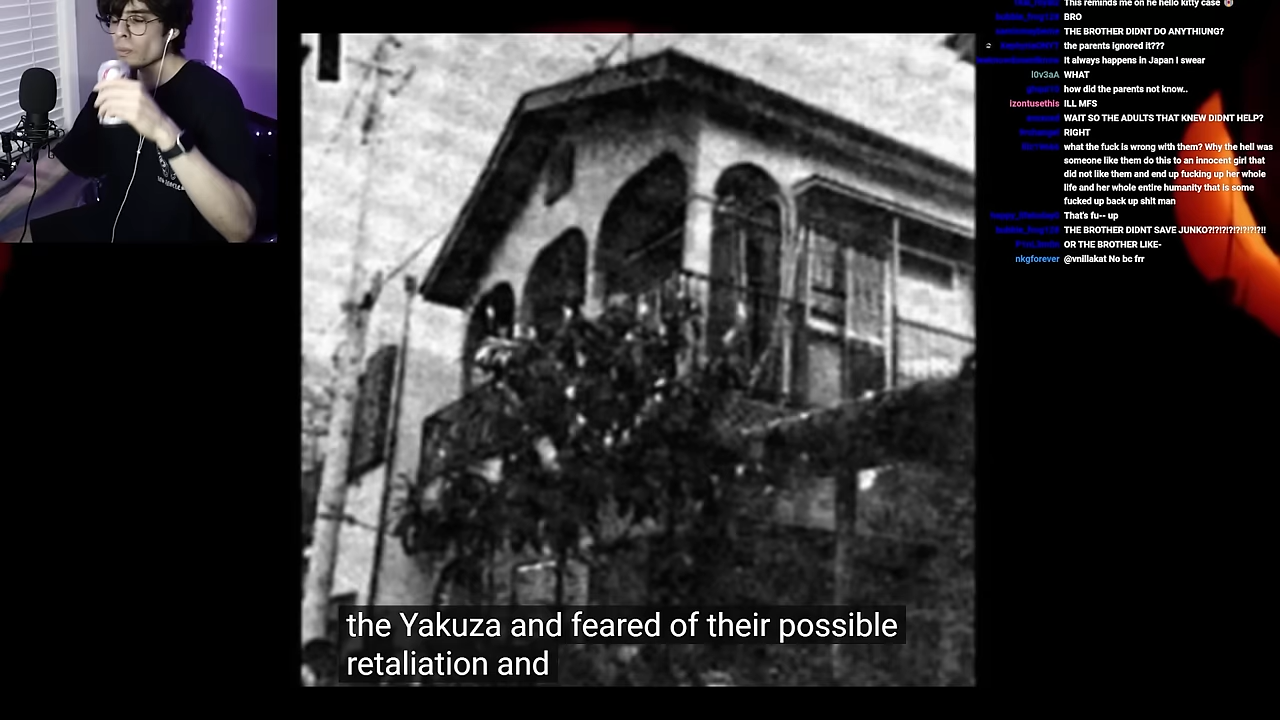 This reminds me on he hello kitty case
BRO
THE BROTHER DIDNT DO ANYTHIUNG?
the parents ignored it???
It always happens in Japan I swear
l0v3aA WHAT
how did the parents not know..
izontusethis ILL MFS
WAIT SO THE ADULTS THAT KNEW DIDNT HELP?
RIGHT
what the fuck is wrong with them? Why the hell was
someone like them do this to an innocent girl that
did not like them and end up fucking up her whole
life and her whole entire humanity that is some
fucked up back up shit man
That's fu-- up
THE BROTHER DIDNT SAVE JUNKO?!?!?!?!?!?!?!?!!
OR THE BROTHER LIKE-
nkgforever @vnillakat No bc frr
the Yakuza and feared of their possible
retaliation and